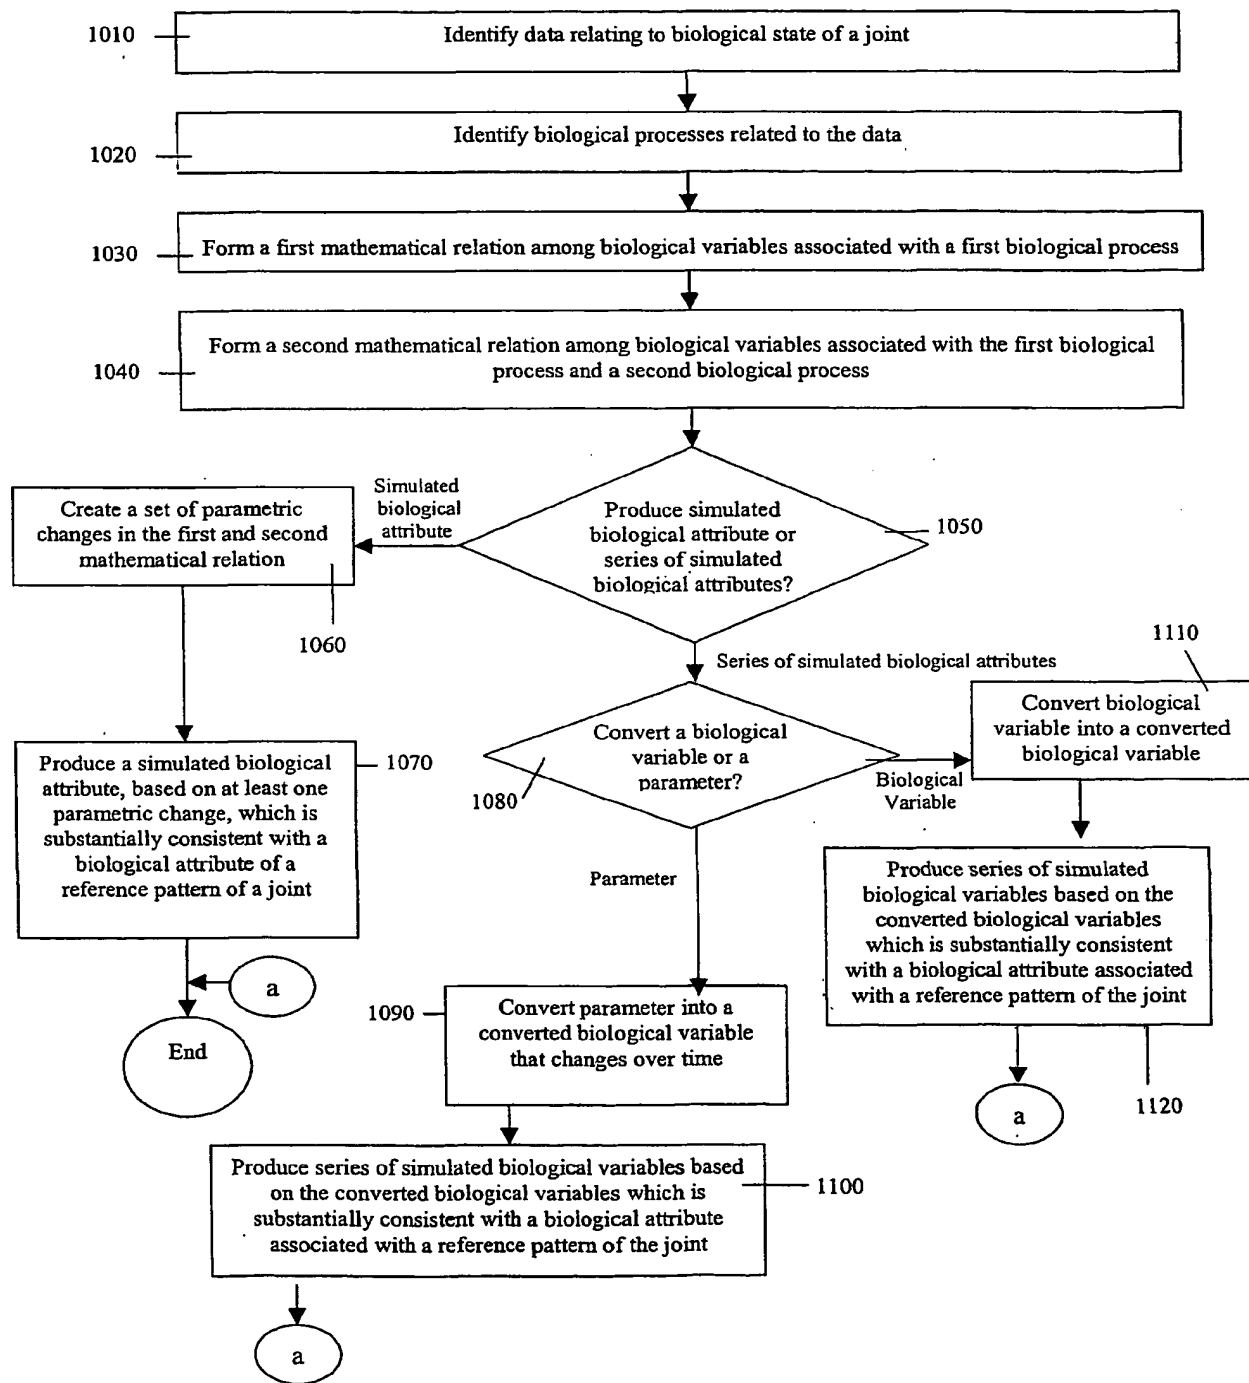 1010
Identify data relating to biological state of a joint
1020
Identify biological processes related to the data
1030
Form a first mathematical relation among biological variables associated with a first biological process
1040
Form a second mathematical relation among biological variables associated with the first biological
process and a second biological process
Create a set of parametric
changes in the first and second
mathematical relation
1060
Simulated
biological
attribute
Produce simulated
biological attribute or
series of simulated
biological attributes?
1050
Series of simulated biological attributes
1110
Convert biological
variable into a converted
biological variable
Convert a biological
variable or a
parameter?
1080
Biological
Variable
Produce a simulated biological
attribute, based on at least one
parametric change, which is
substantially consistent with a
biological attribute of a
reference pattern of a joint
1070
Parameter
Produce series of simulated
biological variables based on the
converted biological variables
which is substantially consistent
with a biological attribute associated
with a reference pattern of the joint
1120
a
a
End
1090
Convert parameter into a
converted biological variable
that changes over time
Produce series of simulated biological variables based
on the converted biological variables which is
substantially consistent with a biological attribute
associated with a reference pattern of the joint
1100
a